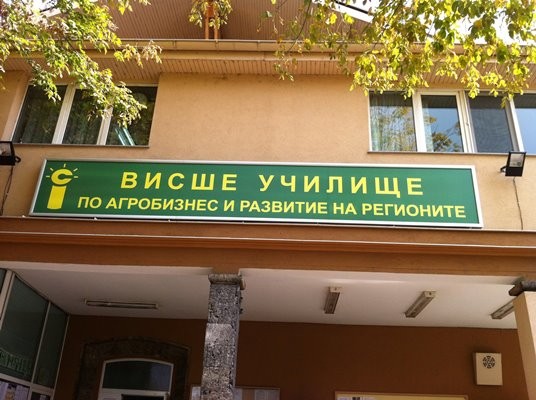 ВИСШЕ УЧИЛИЩЕ
ПО АГРОБИЗНЕС И РАЗВИТИЕ НА РЕГИОНИТЕ